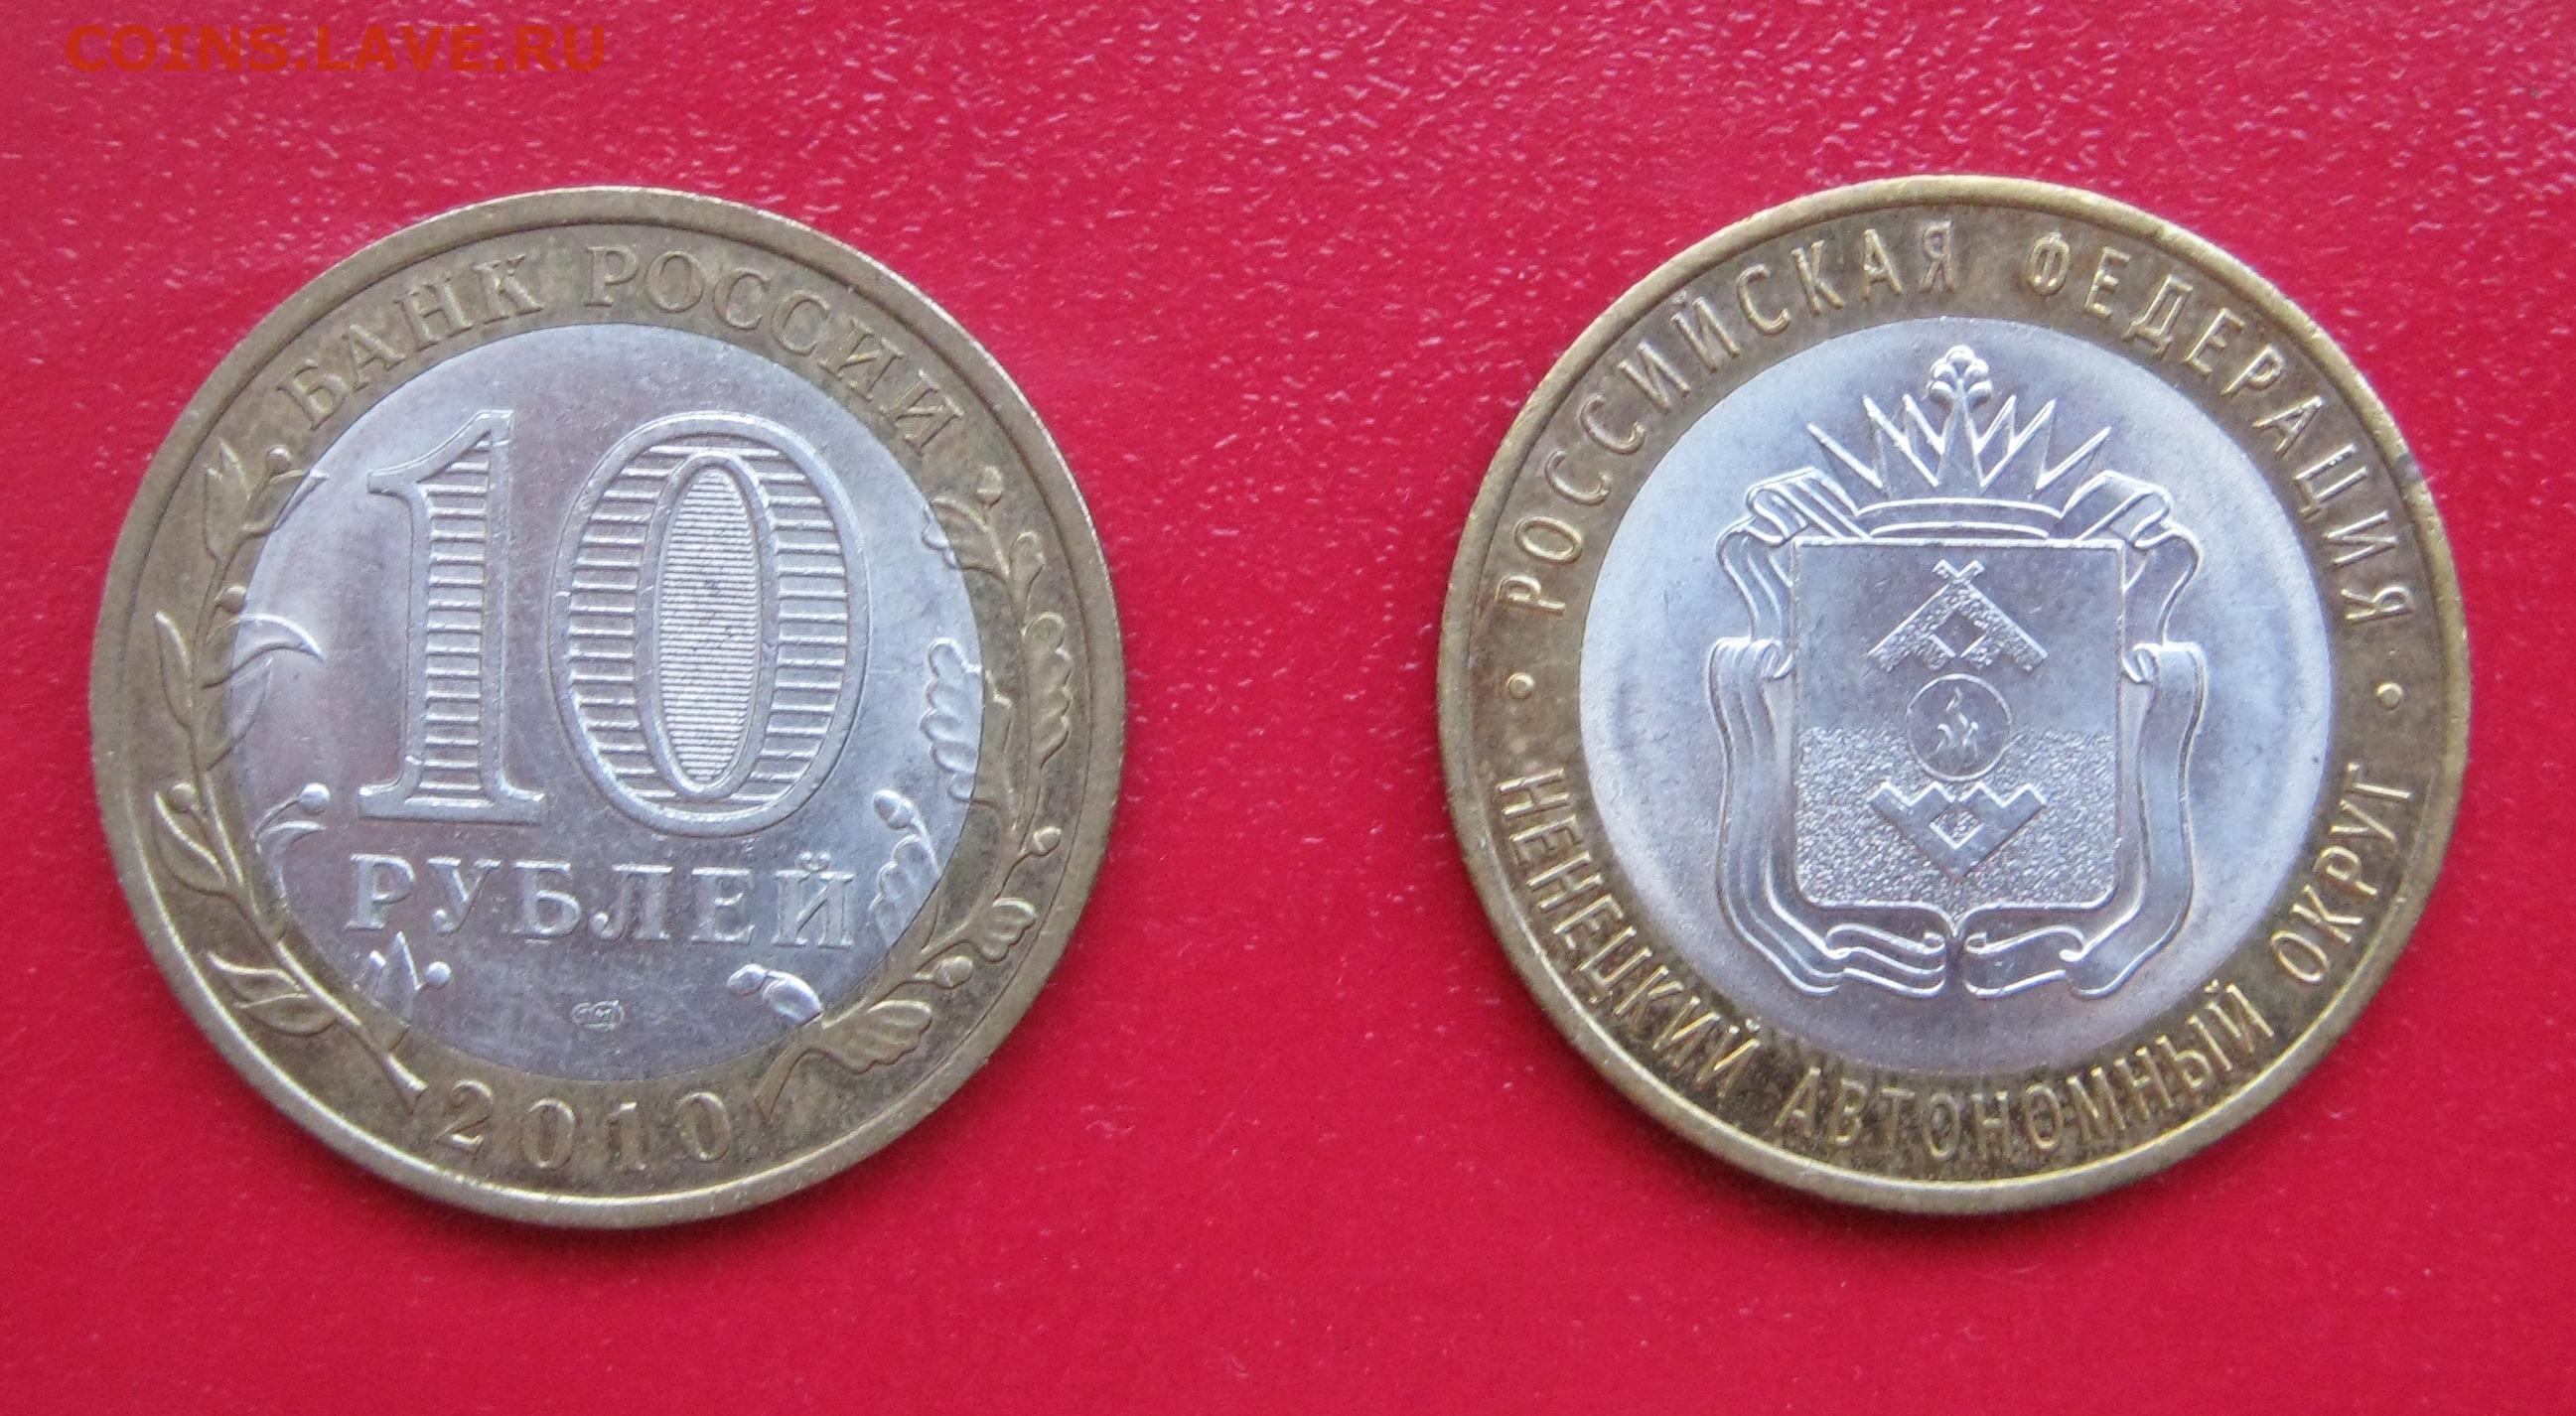 COINS.LAVE.RU
БАНК РОССИИ
10
РУБЛЕЙ
2010
РОССИЙСКАЯ ФЕДЕРАЦИЯ
НЕНЕЦКИЙ АВТОНОМНЫЙ ОКРУГ